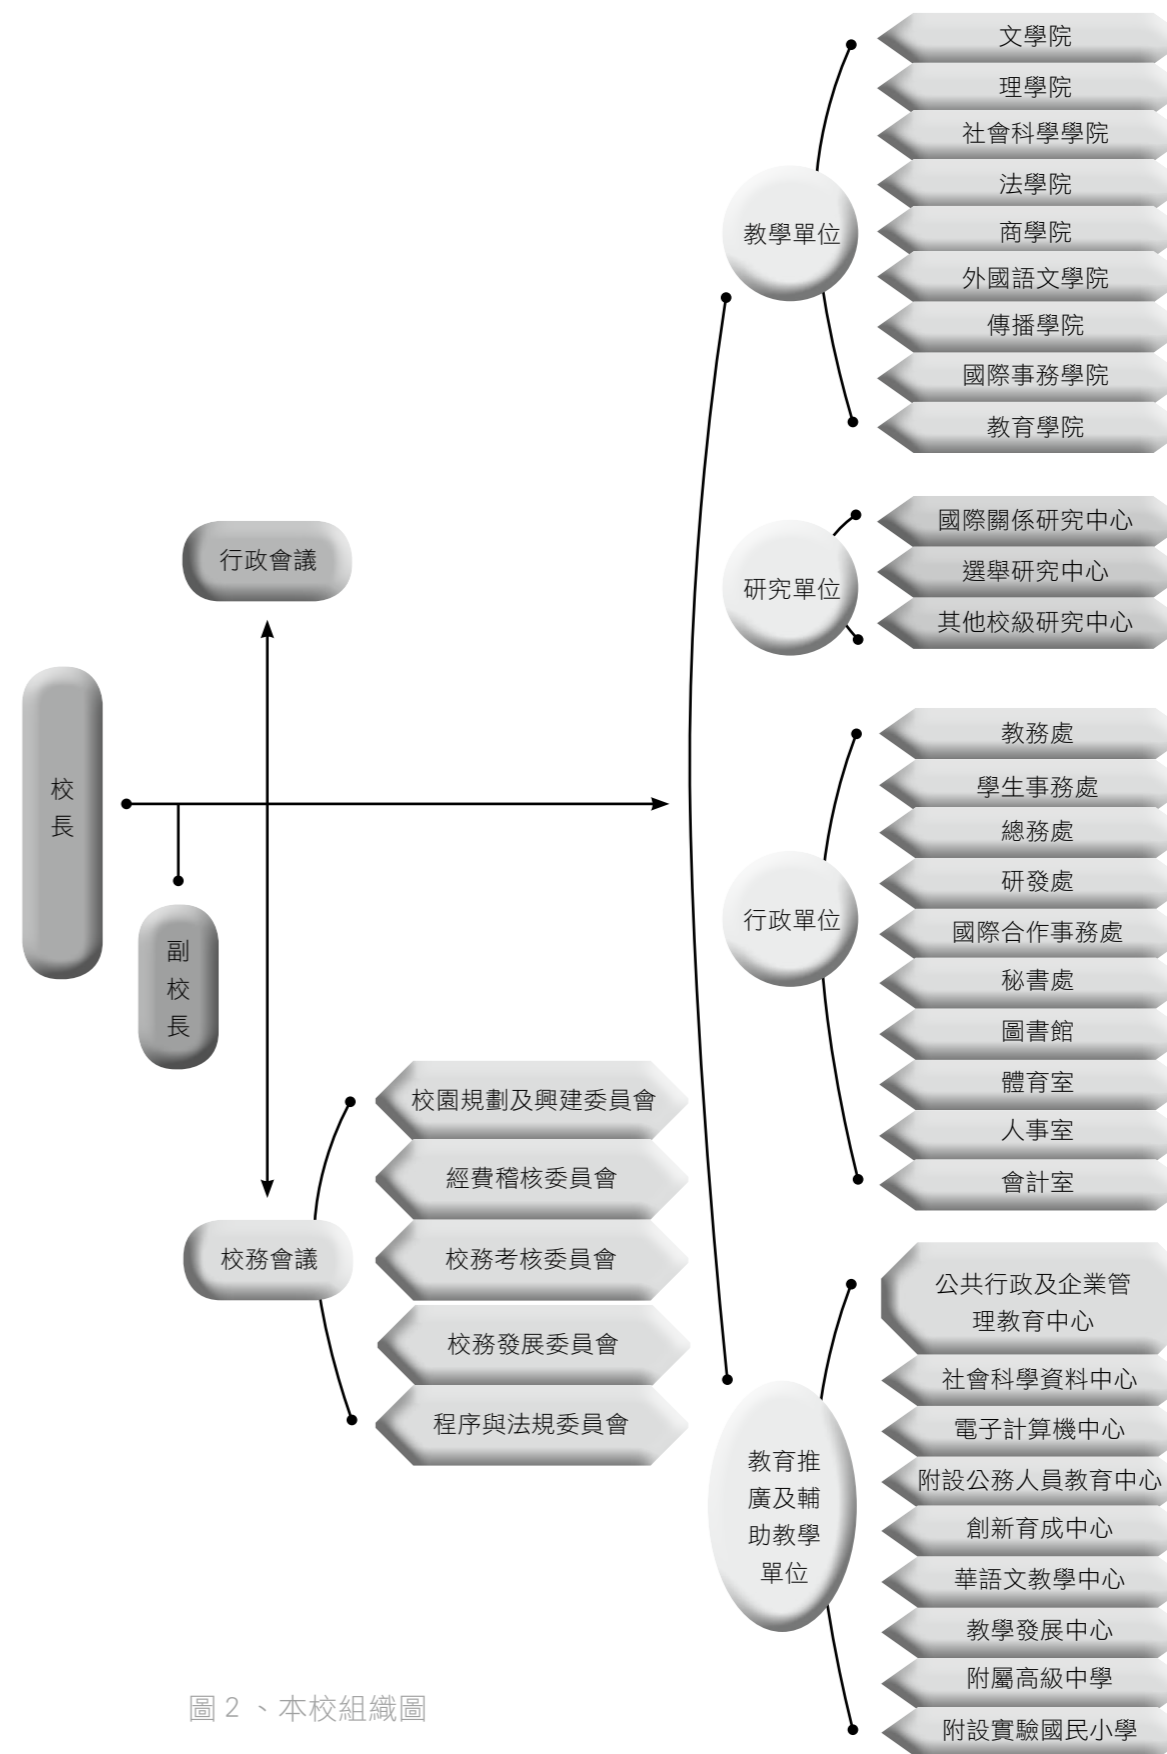 校
長
副
校
長
行政會議
校務會議
校園規劃及興建委員會
經費稽核委員會
校務考核委員會
校務發展委員會
程序與法規委員會
教學單位
文學院
理學院
社會科學學院
法學院
商學院
外國語文學院
傳播學院
國際事務學院
教育學院
研究單位
國際關係研究中心
選舉研究中心
其他校級研究中心
行政單位
教務處
學生事務處
總務處
研發處
國際合作事務處
秘書處
圖書館
體育室
人事室
會計室
教育推
廣及輔
助教學
單位
公共行政及企業管
理教育中心
社會科學資料中心
電子計算機中心
附設公務人員教育中心
創新育成中心
華語文教學中心
教學發展中心
附屬高級中學
附設實驗國民小學
圖 2 、本校組織圖